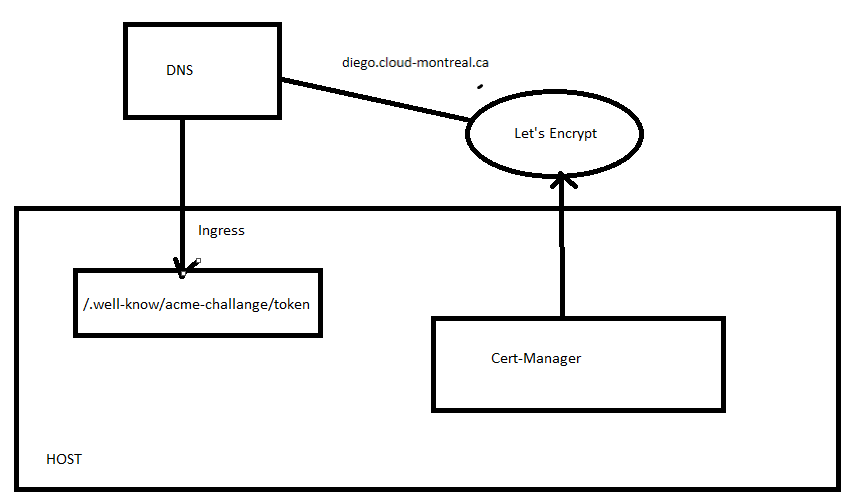 DNS
diego.cloud-montreal.ca
Let's Encrypt
Ingress
/.well-know/acme-challange/token
Cert-Manager
HOST